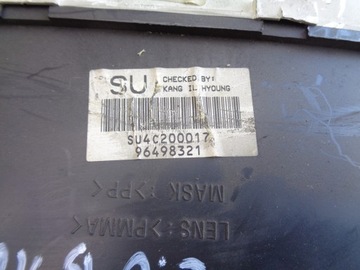 SU CHECKED BY:
KANG IL HYOUNG
SU4C200017
96498321
MASK:>PP<
LENS:>PMMA<